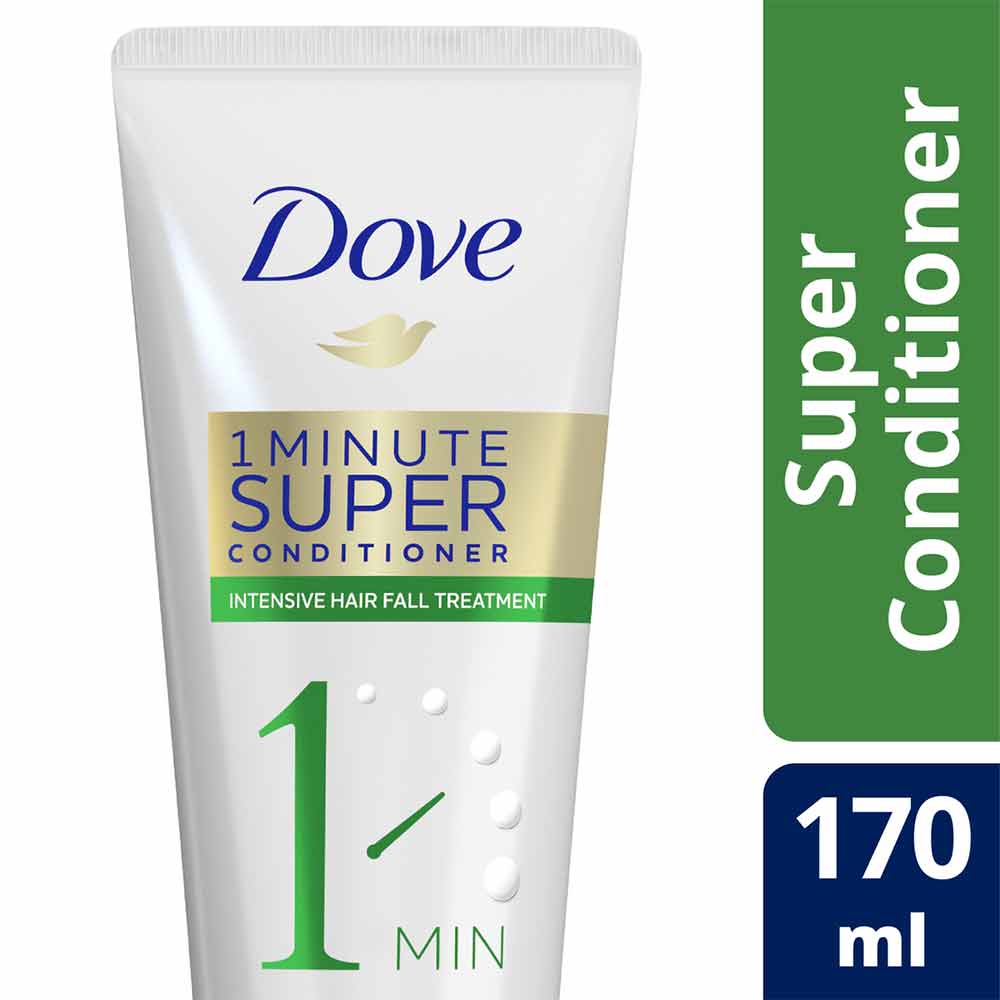 Dove
1 MINUTE
SUPER
CONDITIONER
INTENSIVE HAIR FALL TREATMENT
1
MIN
Super
Conditioner
170
ml